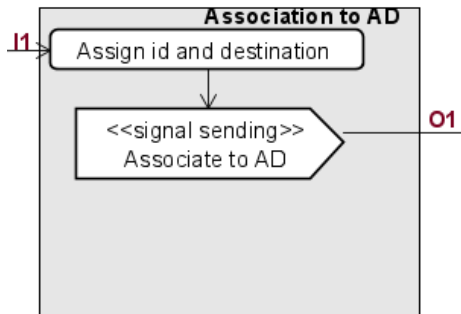 Association to AD
I1
Assign id and destination
<<signal sending>>
Associate to AD
O1